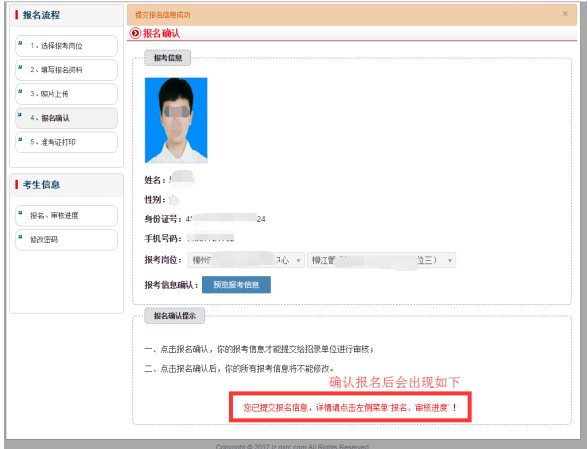 报名流程
1、选择报考岗位
2、填写报名资料
3、照片上传
4、报名确认
5、准考证打印
考生信息
报名、审核进度
修改密码
提交报名信息成功
×
报名确认
报考信息
姓名：
性别：
身份证号：4 24
手机号码：
报考岗位： 柳州 中心 柳江管 位三）
报考信息确认： 预览报考信息
报名确认提示
一、点击报名确认，你的报考信息才能提交给招录单位进行审核；
二、点击报名确认后，你的所有报考信息将不能修改。
确认报名后会出现如下
您已提交报名信息，详情请点击左侧菜单"报名、审核进度"！
Copyright © 2017 jz.gxrc.com All Rights Reserved